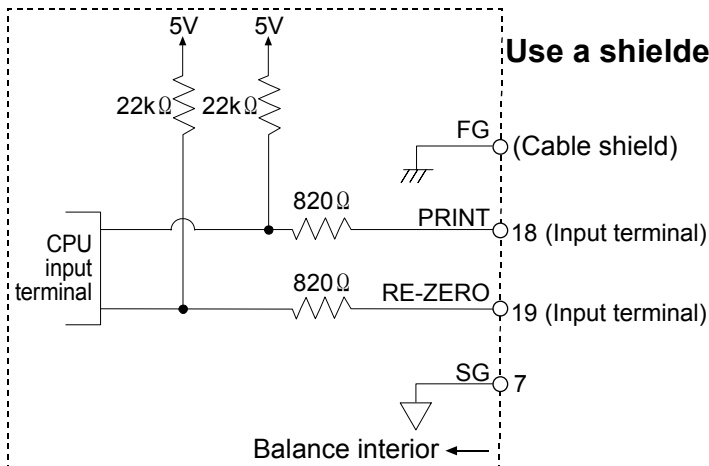 5V 5V
Use a shielde
22kΩ 22kΩ
FG
(Cable shield)
820Ω
PRINT
18 (Input terminal)
CPU
input
terminal
820Ω
RE-ZERO
19 (Input terminal)
SG
7
Balance interior